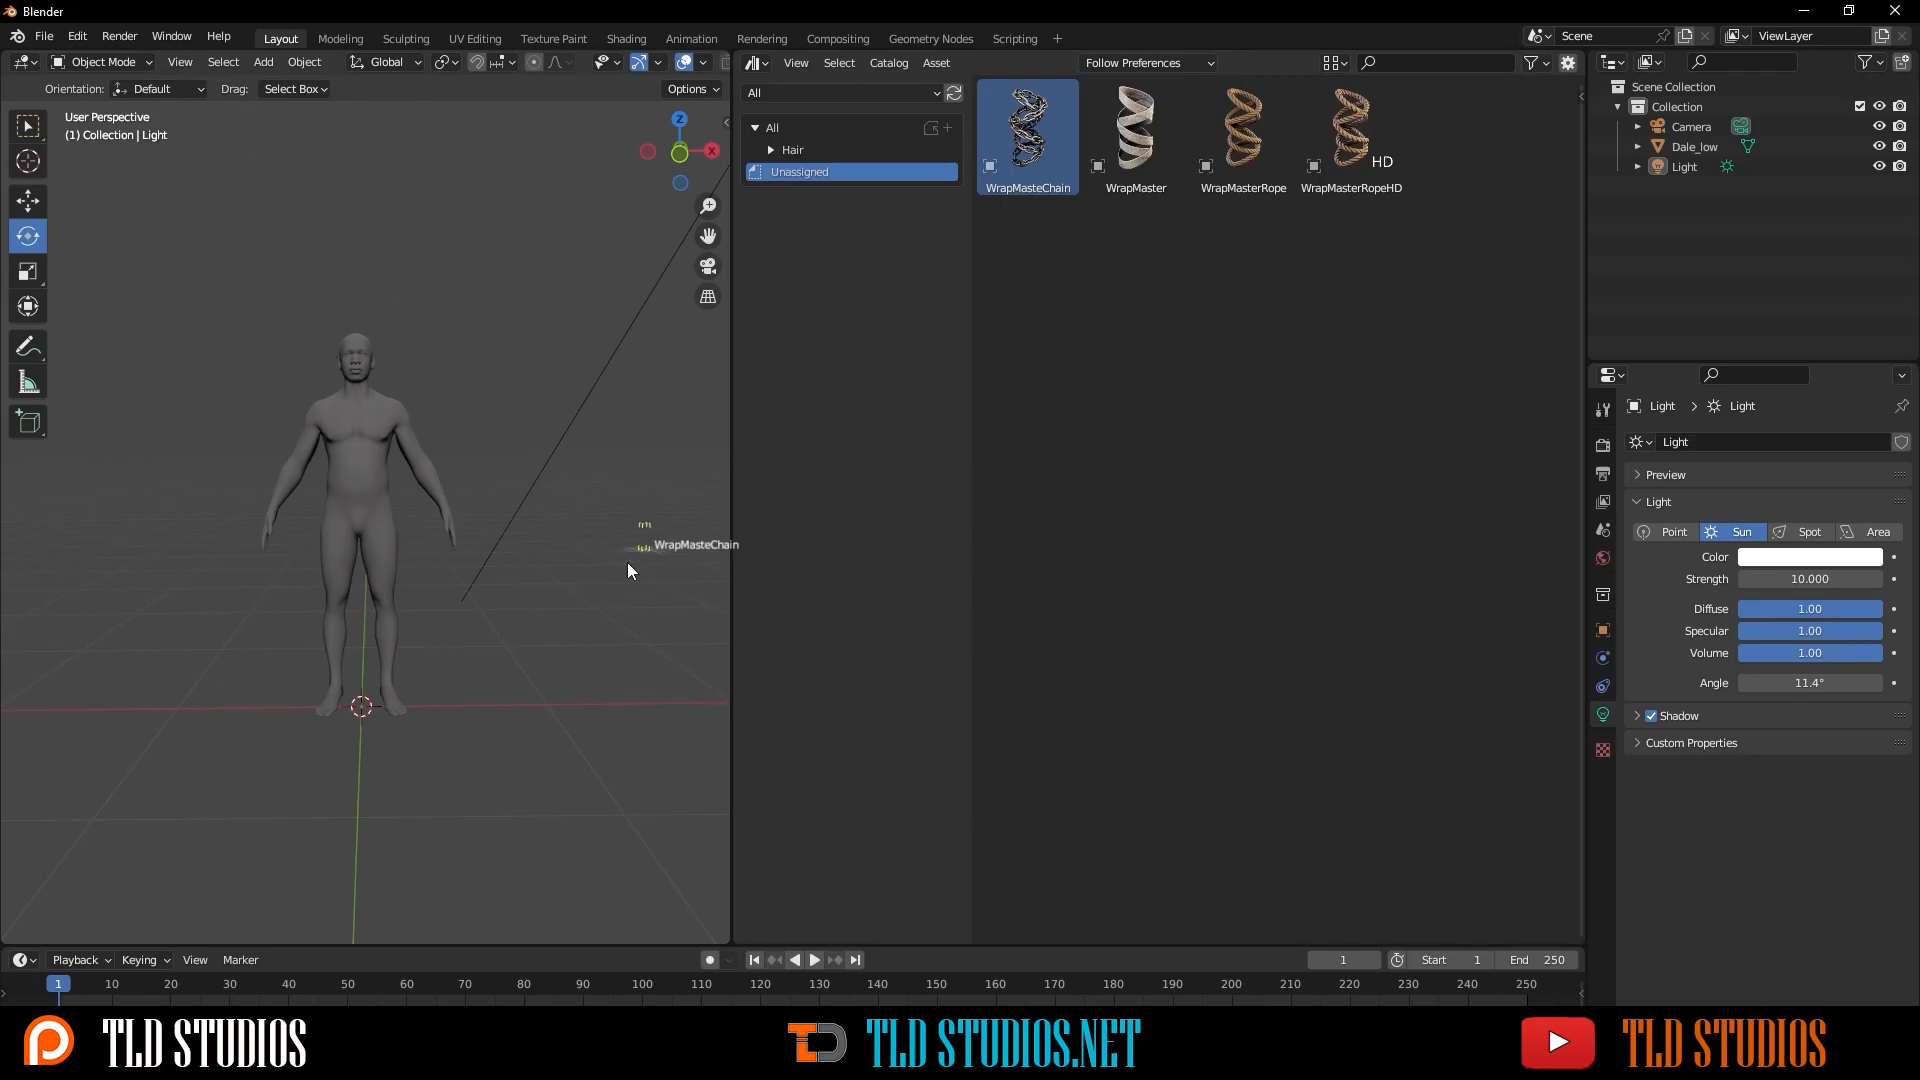 Blender
File Edit Render Window Help
Layout Modeling Sculpting UV Editing Texture Paint Shading Animation Rendering Compositing Geometry Nodes Scripting +
Scene ViewLayer
Object Mode View Select Add Object Global
View Select Catalog Asset Follow Preferences
Orientation: Default Drag: Select Box Options
User Perspective
(1) Collection | Light
Z
X
All
All
Hair
Unassigned
HD
WrapMasteChain WrapMaster WrapMasterRope WrapMasterRopeHD
WrapMasteChain
Scene Collection
Collection
Camera
Dale_low
Light
Light > Light
Light
Preview
Light
Point Sun Spot Area
Color
Strength 10.000
Diffuse 1.00
Specular 1.00
Volume 1.00
Angle 11.4°
Shadow
Custom Properties
Playback Keying View Marker 1 Start 1 End 250
1 10 20 30 40 50 60 70 80 90 100 110 120 130 140 150 160 170 180 190 200 210 220 230 240 250
TLD STUDIOS
TD TLD STUDIOS.NET
TLD STUDIOS